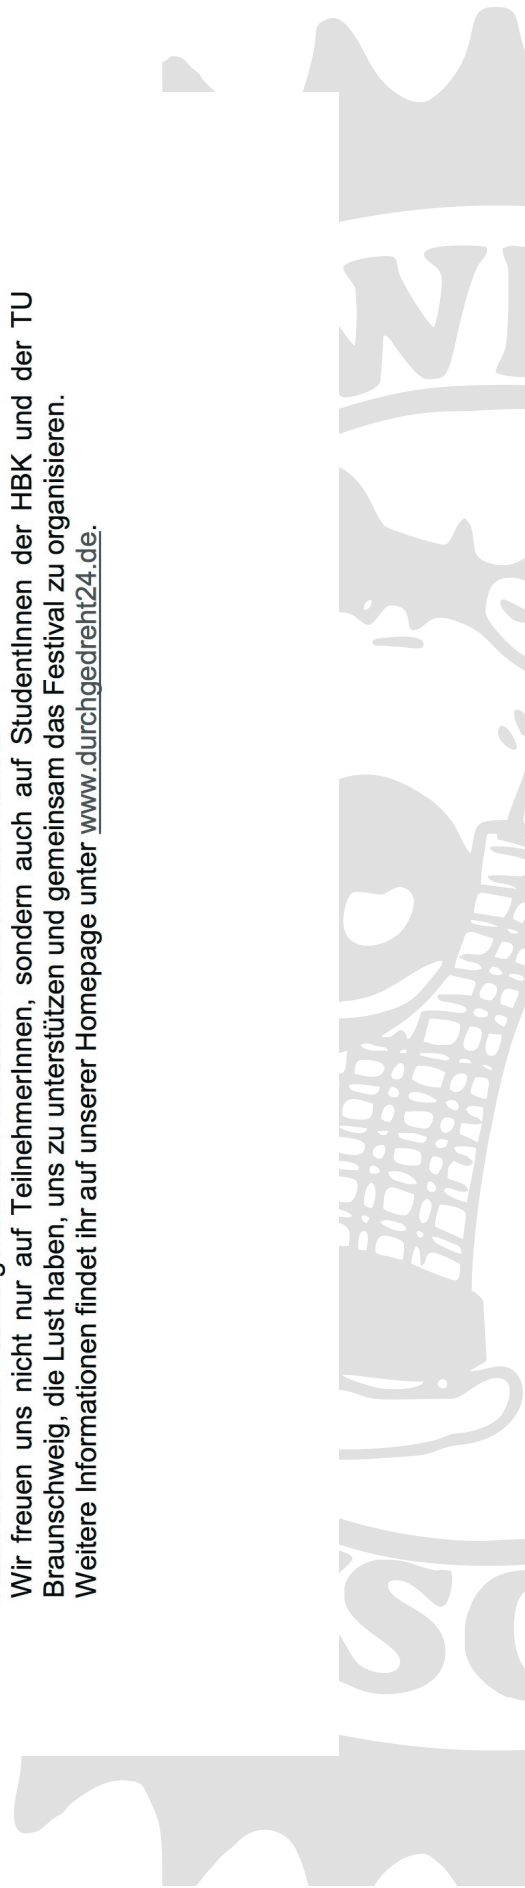 Wir freuen uns nicht nur auf TeilnehmerInnen, sondern auch auf StudentInnen der HBK und der TU
Braunschweig, die Lust haben, uns zu unterstützen und gemeinsam das Festival zu organisieren.
Weitere Informationen findet ihr auf unserer Homepage unter www.durchgedreht24.de.